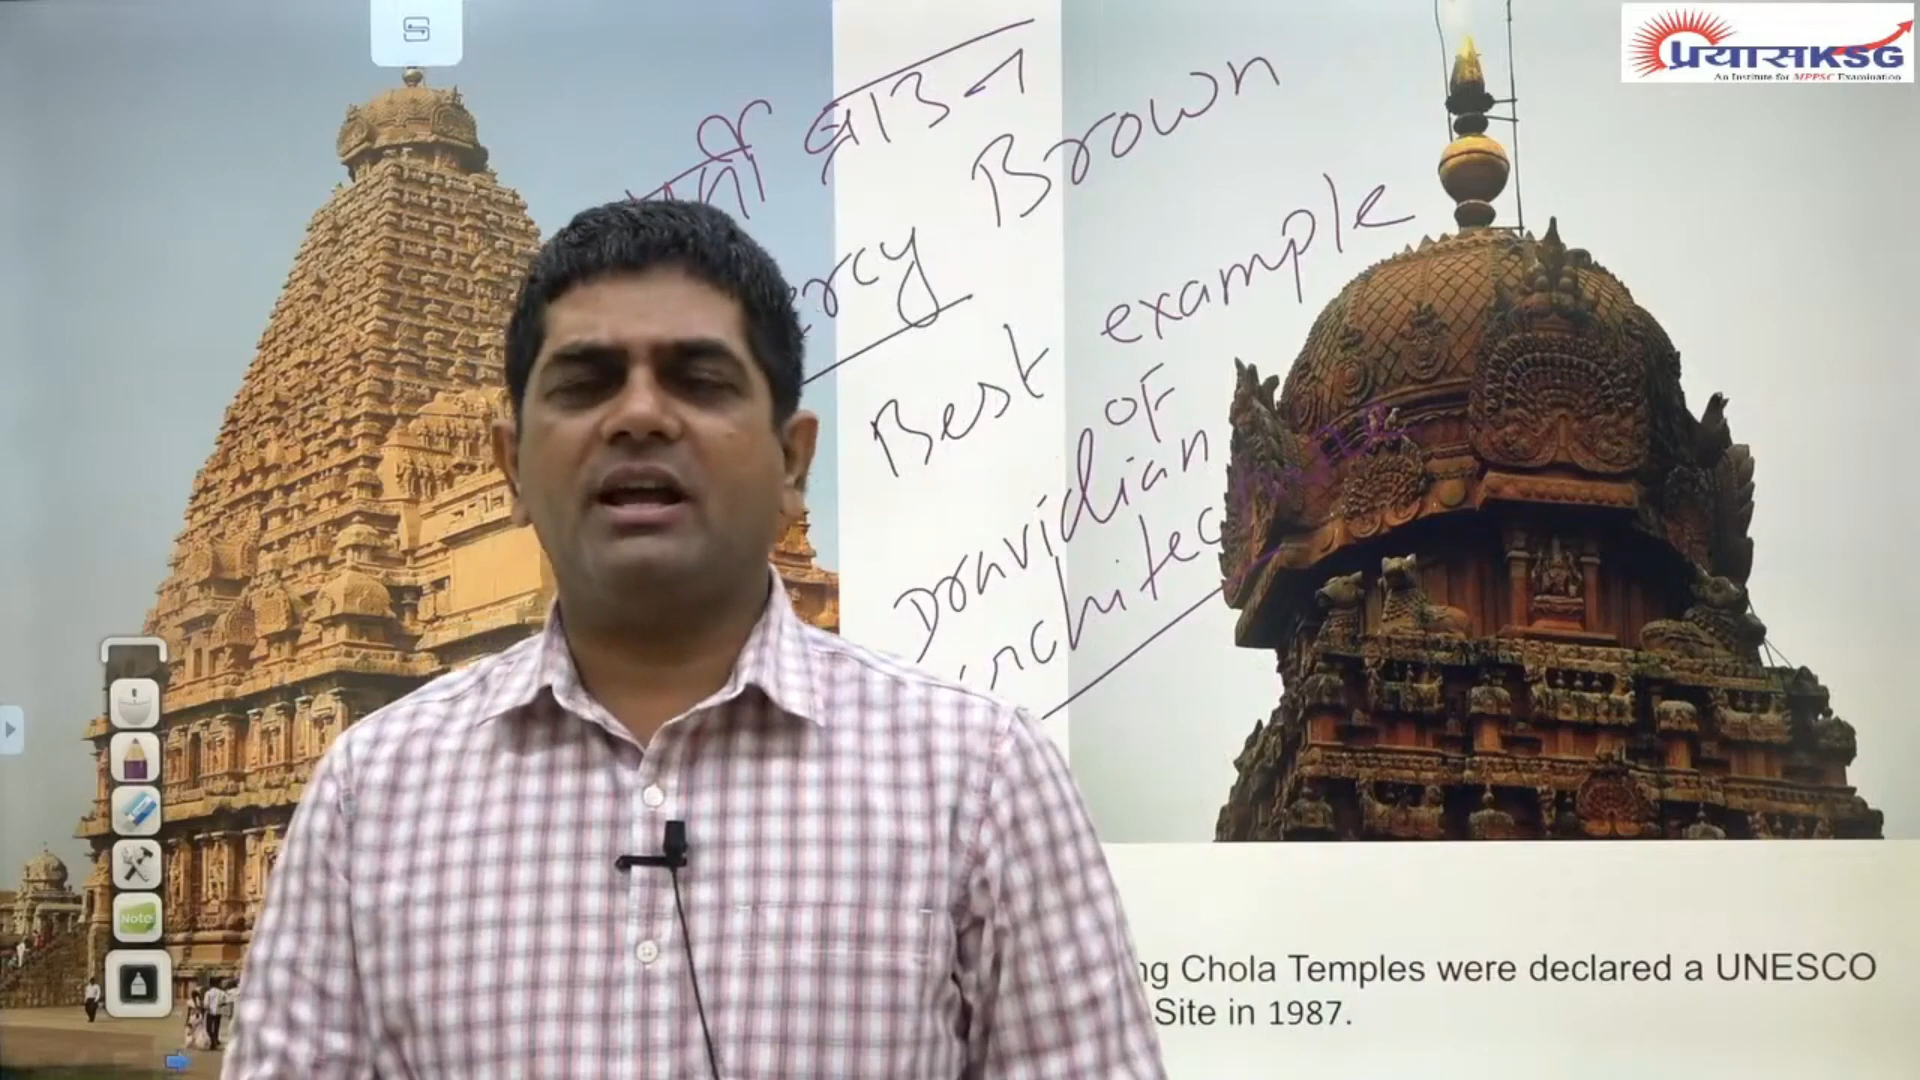 प्रयासKSG
An Institute for MPPSC Examination
पर्सी ब्राउन
Percy Brown
Best example
of
Dravidian
architecture
Note
ng Chola Temples were declared a UNESCO
Site in 1987.